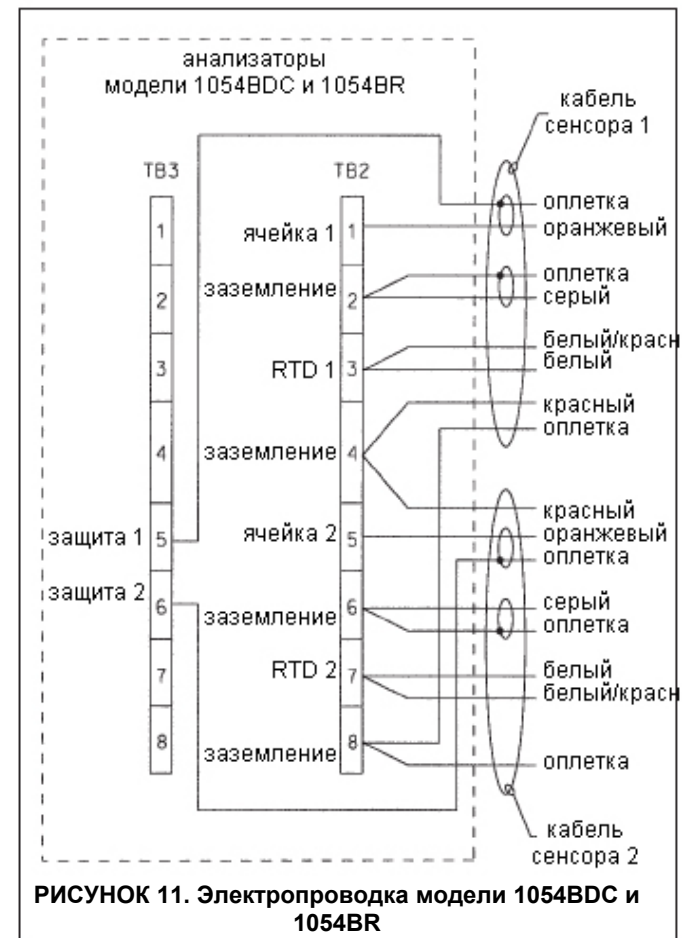 анализаторы
модели 1054BDC и 1054BR
кабель
сенсора 1
TB3
TB2
1
2
3
4
защита 1 5
защита 2 6
7
8
ячейка 1 1
заземление 2
RTD 1 3
заземление 4
ячейка 2 5
заземление 6
RTD 2 7
заземление 8
оплетка
оранжевый
оплетка
серый
белый/красн
белый
красный
оплетка
красный
оранжевый
оплетка
серый
оплетка
белый
белый/красн
оплетка
кабель
сенсора 2
РИСУНОК 11. Электропроводка модели 1054BDC и
1054BR